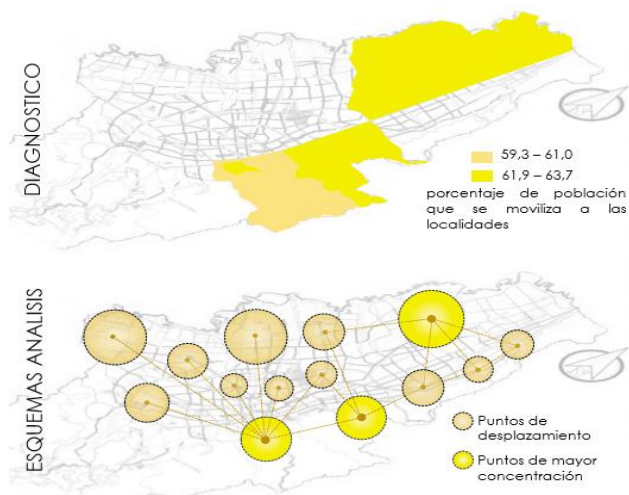 DIAGNOSTICO
59,3 – 61,0
61,9 – 63,7
porcentaje de población
que se moviliza a las
localidades
ESQUEMAS ANALISIS
Puntos de
desplazamiento
Puntos de mayor
concentración